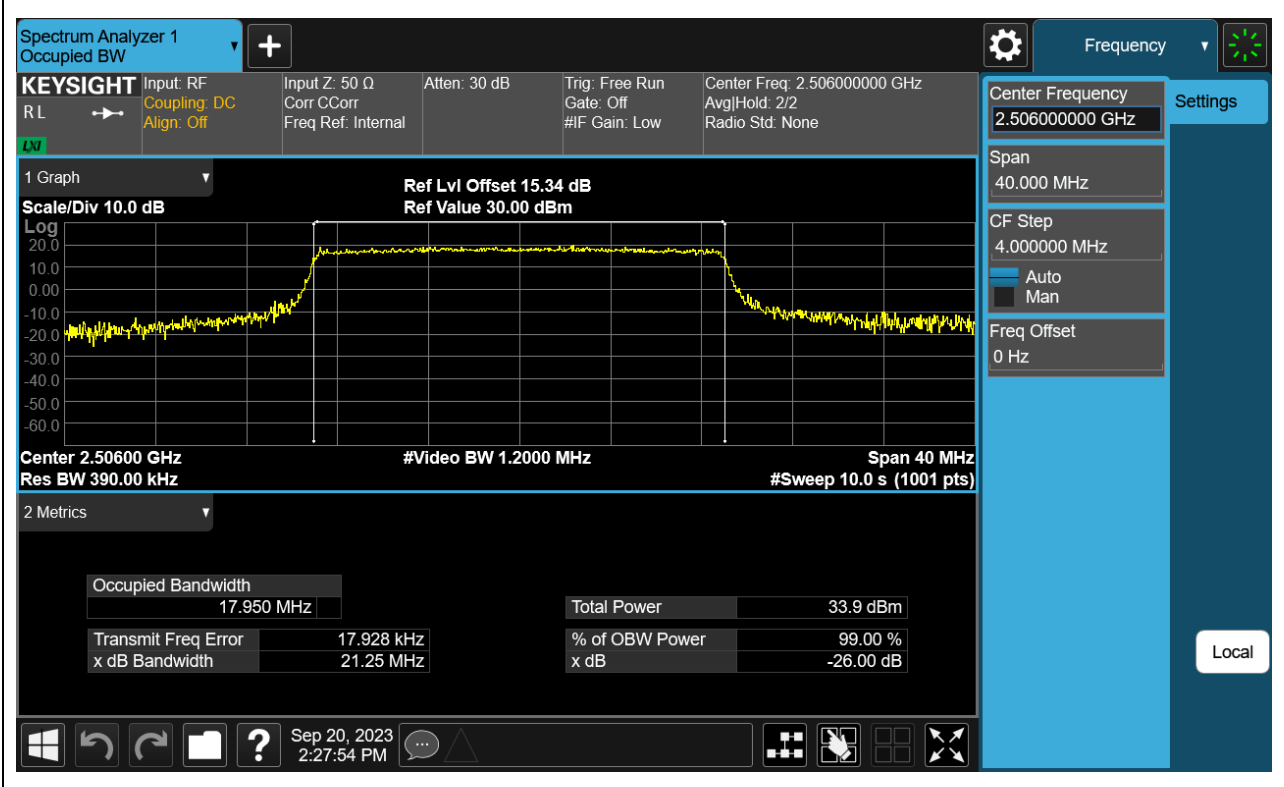 Spectrum Analyzer 1
Occupied BW
Frequency
KEYSIGHT
R L
LXI
Input: RF
Coupling: DC
Align: Off
Input Z: 50 Ω
Corr CCorr
Freq Ref: Internal
Atten: 30 dB
Trig: Free Run
Gate: Off
#IF Gain: Low
Center Freq: 2.506000000 GHz
Avg|Hold: 2/2
Radio Std: None
Center Frequency
2.506000000 GHz
Settings
Span
40.000 MHz
CF Step
4.000000 MHz
Auto
Man
Freq Offset
0 Hz
Local
1 Graph
Scale/Div 10.0 dB
Ref Lvl Offset 15.34 dB
Ref Value 30.00 dBm
Log
20.0
10.0
0.00
-10.0
-20.0
-30.0
-40.0
-50.0
-60.0
Center 2.50600 GHz
#Video BW 1.2000 MHz
Span 40 MHz
Res BW 390.00 kHz
#Sweep 10.0 s (1001 pts)
2 Metrics
Occupied Bandwidth
17.950 MHz
Total Power 33.9 dBm
Transmit Freq Error 17.928 kHz
% of OBW Power 99.00 %
x dB Bandwidth 21.25 MHz
x dB -26.00 dB
?
Sep 20, 2023
2:27:54 PM